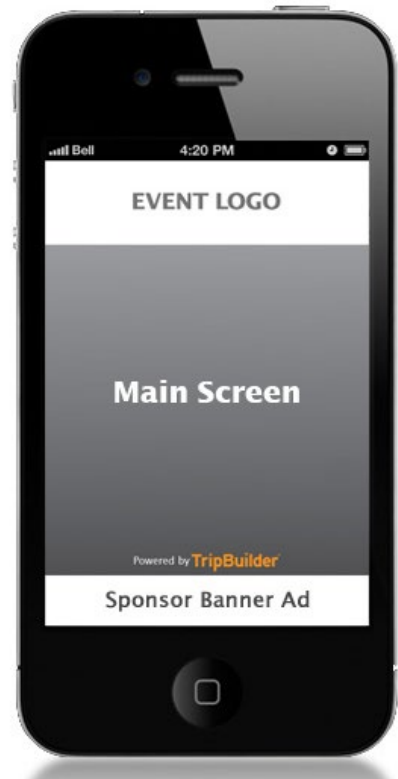 Bell 4:20 PM
EVENT LOGO
Main Screen
Powered by TripBuilder
Sponsor Banner Ad